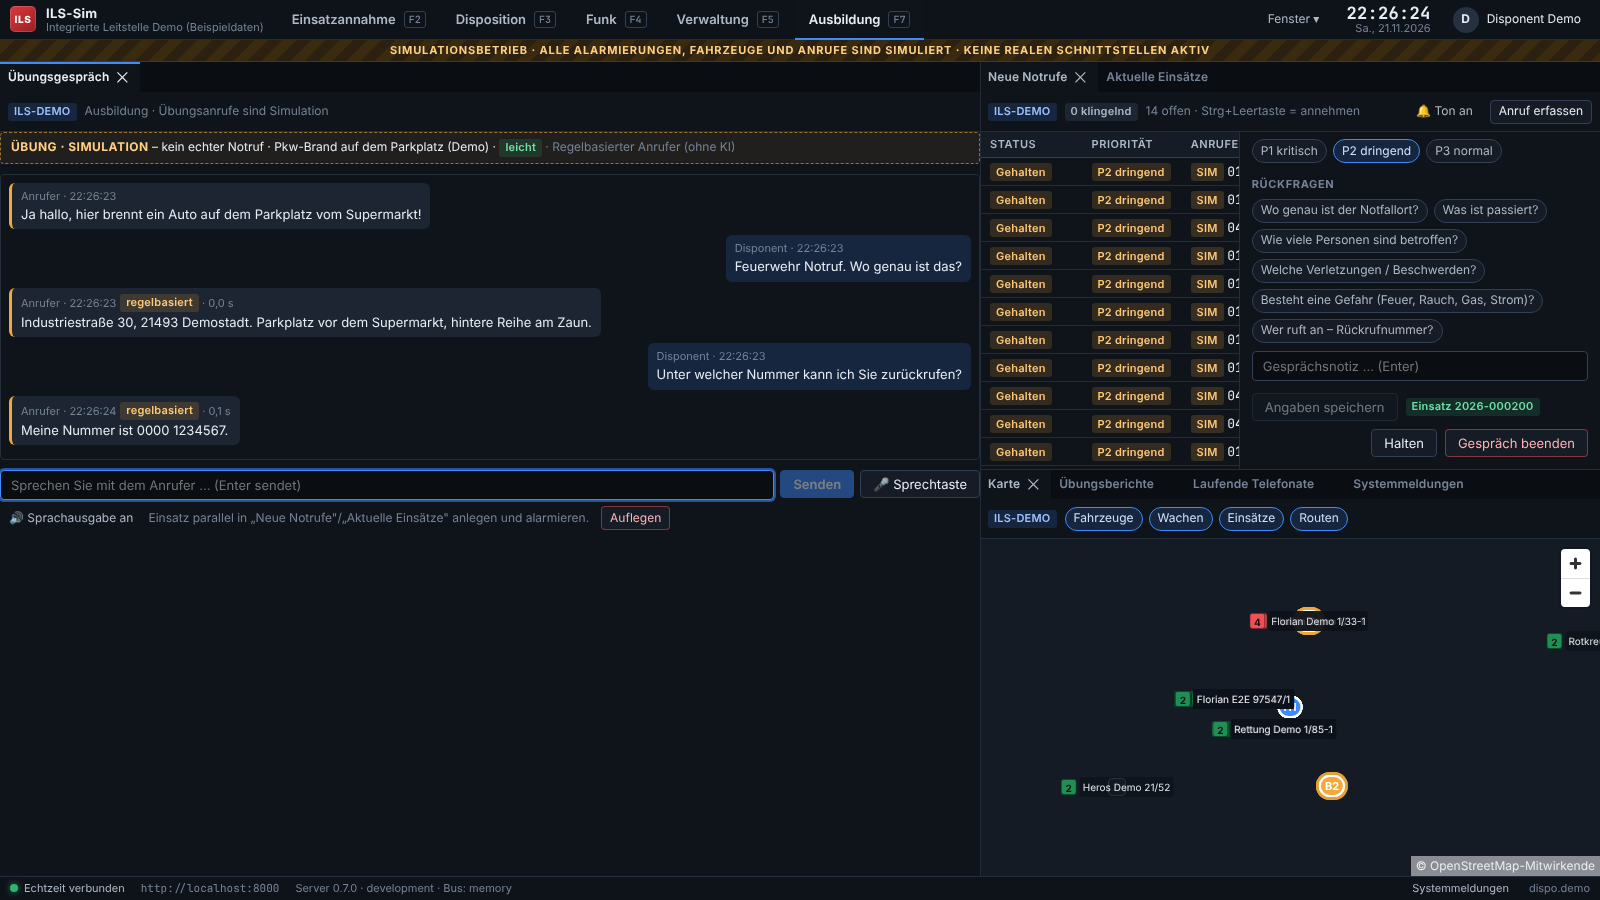 ILS
ILS-Sim
Integrierte Leitstelle Demo (Beispieldaten)
Einsatzannahme F2
Disposition F3
Funk F4
Verwaltung F5
Ausbildung F7
Fenster ▾
22:26:24
Sa., 21.11.2026
D
Disponent Demo
SIMULATIONSBETRIEB · ALLE ALARMIERUNGEN, FAHRZEUGE UND ANRUFE SIND SIMULIERT · KEINE REALEN SCHNITTSTELLEN AKTIV
Übungsgespräch
ILS-DEMO Ausbildung · Übungsanrufe sind Simulation
ÜBUNG · SIMULATION – kein echter Notruf · Pkw-Brand auf dem Parkplatz (Demo) · leicht · Regelbasierter Anrufer (ohne KI)
Anrufer · 22:26:23
Ja hallo, hier brennt ein Auto auf dem Parkplatz vom Supermarkt!
Disponent · 22:26:23
Feuerwehr Notruf. Wo genau ist das?
Anrufer · 22:26:23 regelbasiert · 0,0 s
Industriestraße 30, 21493 Demostadt. Parkplatz vor dem Supermarkt, hintere Reihe am Zaun.
Disponent · 22:26:23
Unter welcher Nummer kann ich Sie zurückrufen?
Anrufer · 22:26:24 regelbasiert · 0,1 s
Meine Nummer ist 0000 1234567.
Sprechen Sie mit dem Anrufer ... (Enter sendet)
Senden
Sprechtaste
Sprachausgabe an
Einsatz parallel in „Neue Notrufe"/„Aktuelle Einsätze" anlegen und alarmieren.
Auflegen
Neue Notrufe
Aktuelle Einsätze
ILS-DEMO 0 klingelnd 14 offen · Strg+Leertaste = annehmen
Ton an
Anruf erfassen
STATUS PRIORITÄT ANRUFE
Gehalten P2 dringend SIM 01
Gehalten P2 dringend SIM 01
Gehalten P2 dringend SIM 04
Gehalten P2 dringend SIM 01
Gehalten P2 dringend SIM 01
Gehalten P2 dringend SIM 01
Gehalten P2 dringend SIM 01
Gehalten P2 dringend SIM 01
Gehalten P2 dringend SIM 04
Gehalten P2 dringend SIM 04
Gehalten P2 dringend SIM 01
P1 kritisch
P2 dringend
P3 normal
RÜCKFRAGEN
Wo genau ist der Notfallort?
Was ist passiert?
Wie viele Personen sind betroffen?
Welche Verletzungen / Beschwerden?
Besteht eine Gefahr (Feuer, Rauch, Gas, Strom)?
Wer ruft an – Rückrufnummer?
Gesprächsnotiz ... (Enter)
Angaben speichern
Einsatz 2026-000200
Halten
Gespräch beenden
Karte
Übungsberichte
Laufende Telefonate
Systemmeldungen
ILS-DEMO
Fahrzeuge
Wachen
Einsätze
Routen
+
−
4 Florian Demo 1/33-1
2 Rotkre
2 Florian E2E 97547/1
2 Rettung Demo 1/85-1
2 Heros Demo 21/52
B2
© OpenStreetMap-Mitwirkende
Echtzeit verbunden
http://localhost:8000
Server 0.7.0 · development · Bus: memory
Systemmeldungen
dispo.demo